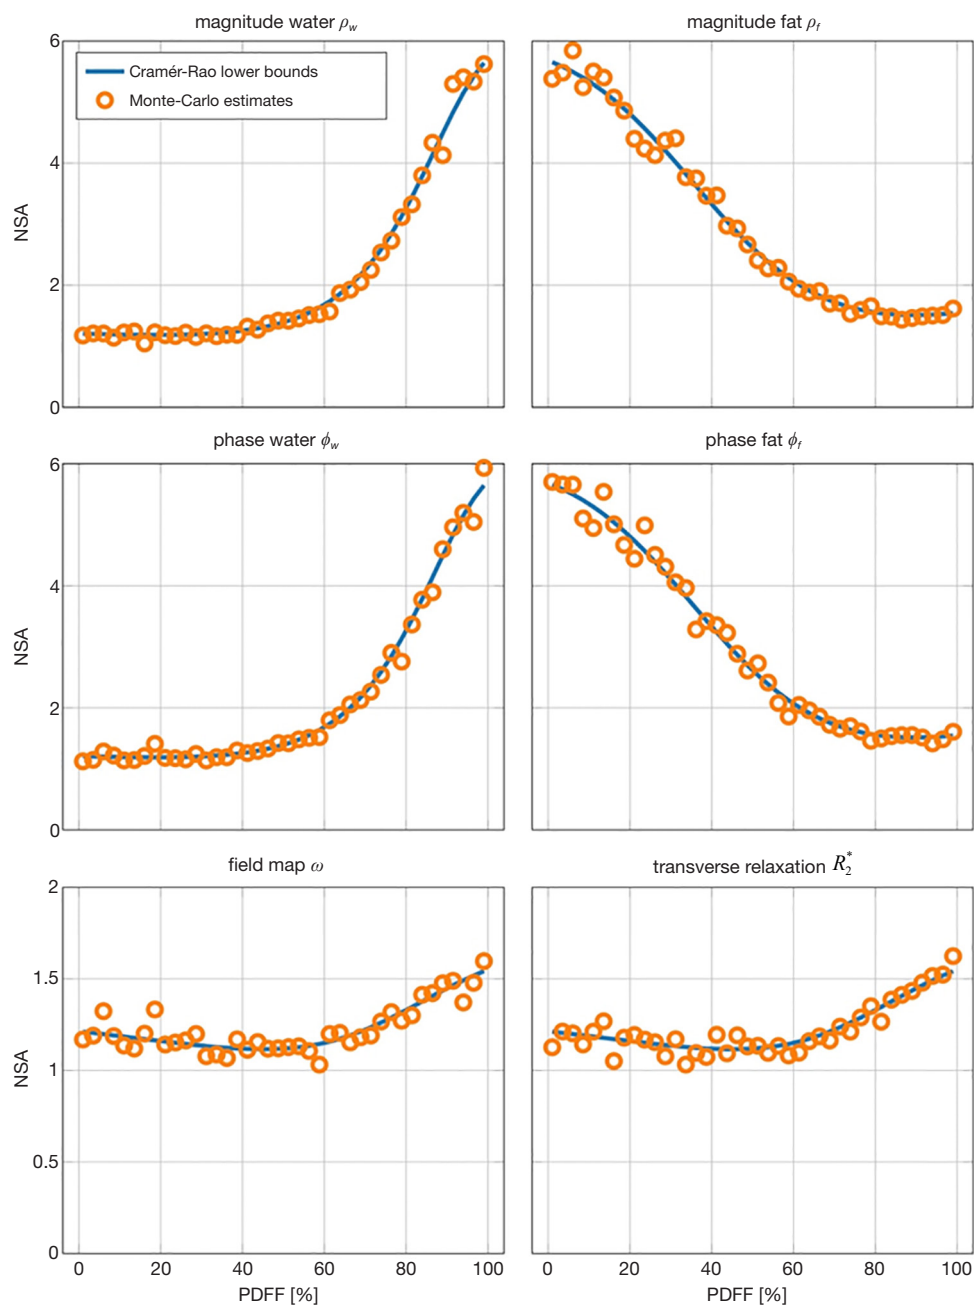 magnitude water ρw
magnitude fat ρf
6
4
2
0
NSA
Cramér-Rao lower bounds
Monte-Carlo estimates
phase water ϕw
phase fat ϕf
6
4
2
0
NSA
field map ω
transverse relaxation R2*
2
1.5
1
0.5
0
NSA
0 20 40 60 80 100
PDFF [%]
0 20 40 60 80 100
PDFF [%]